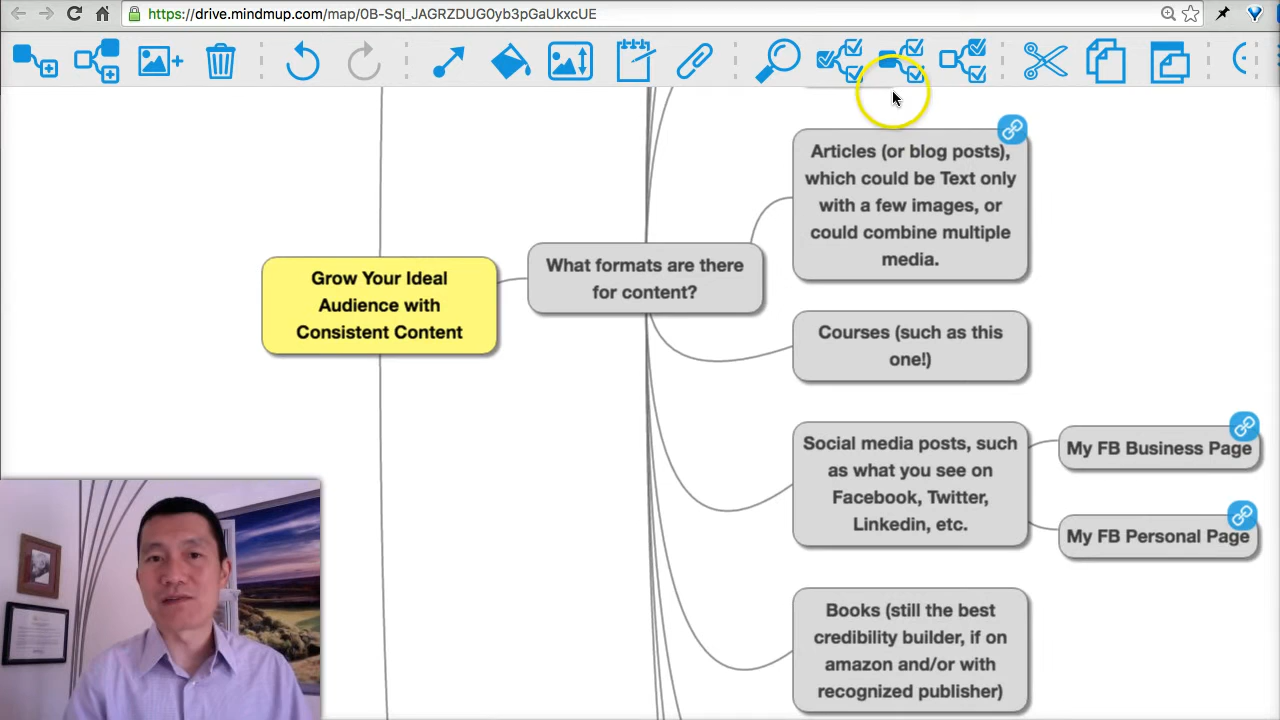 https://drive.mindmup.com/map/0B-Sql_JAGRZDUG0yb3pGaUkxcUE
Articles (or blog posts),
which could be Text only
with a few images, or
could combine multiple
media.
What formats are there
for content?
Grow Your Ideal
Audience with
Consistent Content
Courses (such as this
one!)
Social media posts, such
as what you see on
Facebook, Twitter,
Linkedin, etc.
My FB Business Page
My FB Personal Page
Books (still the best
credibility builder, if on
amazon and/or with
recognized publisher)